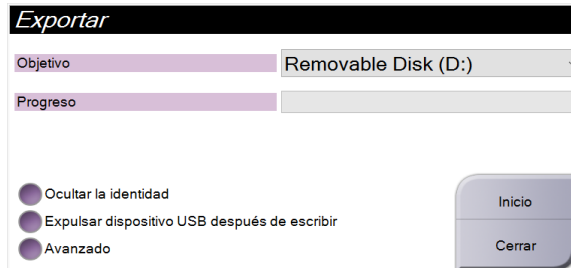 Exportar
Objetivo Removable Disk (D:)
Progreso
Ocultar la identidad
Expulsar dispositivo USB después de escribir
Avanzado
Inicio
Cerrar